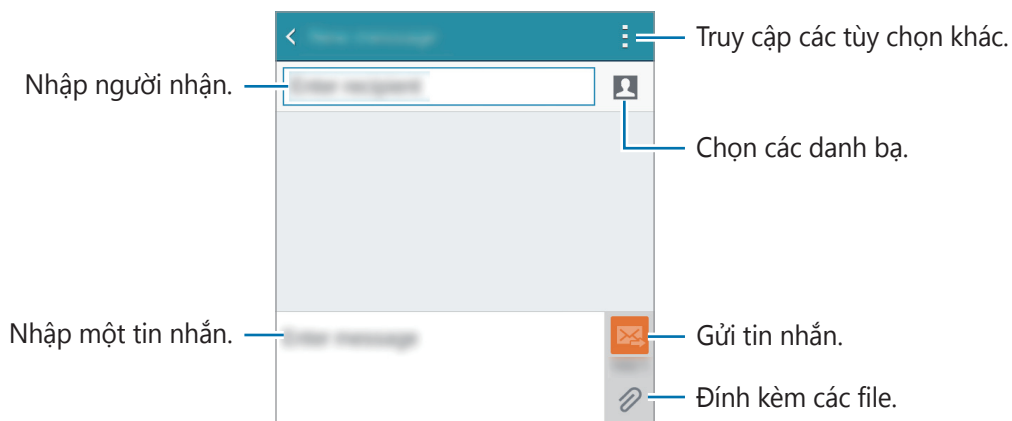 Truy cập các tùy chọn khác.
Nhập người nhận.
Chọn các danh bạ.
Nhập một tin nhắn.
Gửi tin nhắn.
Đính kèm các file.